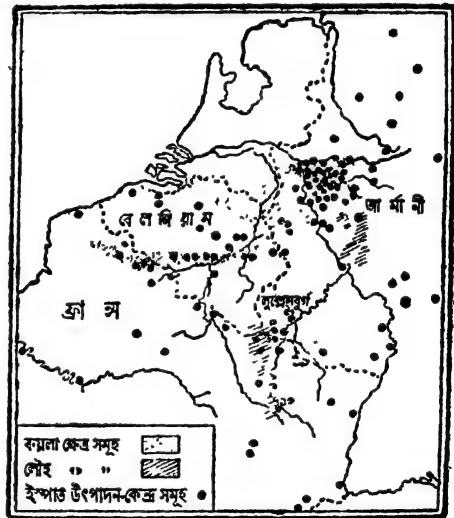 বেলজিয়াম
জার্মানী
ফ্রান্স
লুক্সেমবুর্গ
কয়লা ক্ষেত্র সমূহ
লৌহ " "
ইস্পাত উৎপাদন-কেন্দ্র সমূহ